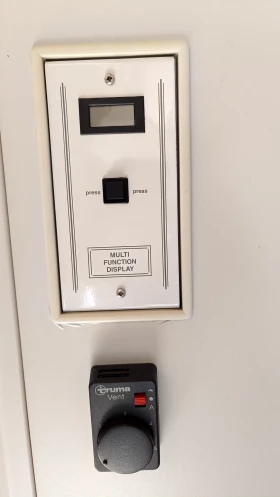 press press
MULTI
FUNCTION
DISPLAY
truma
Vent
A